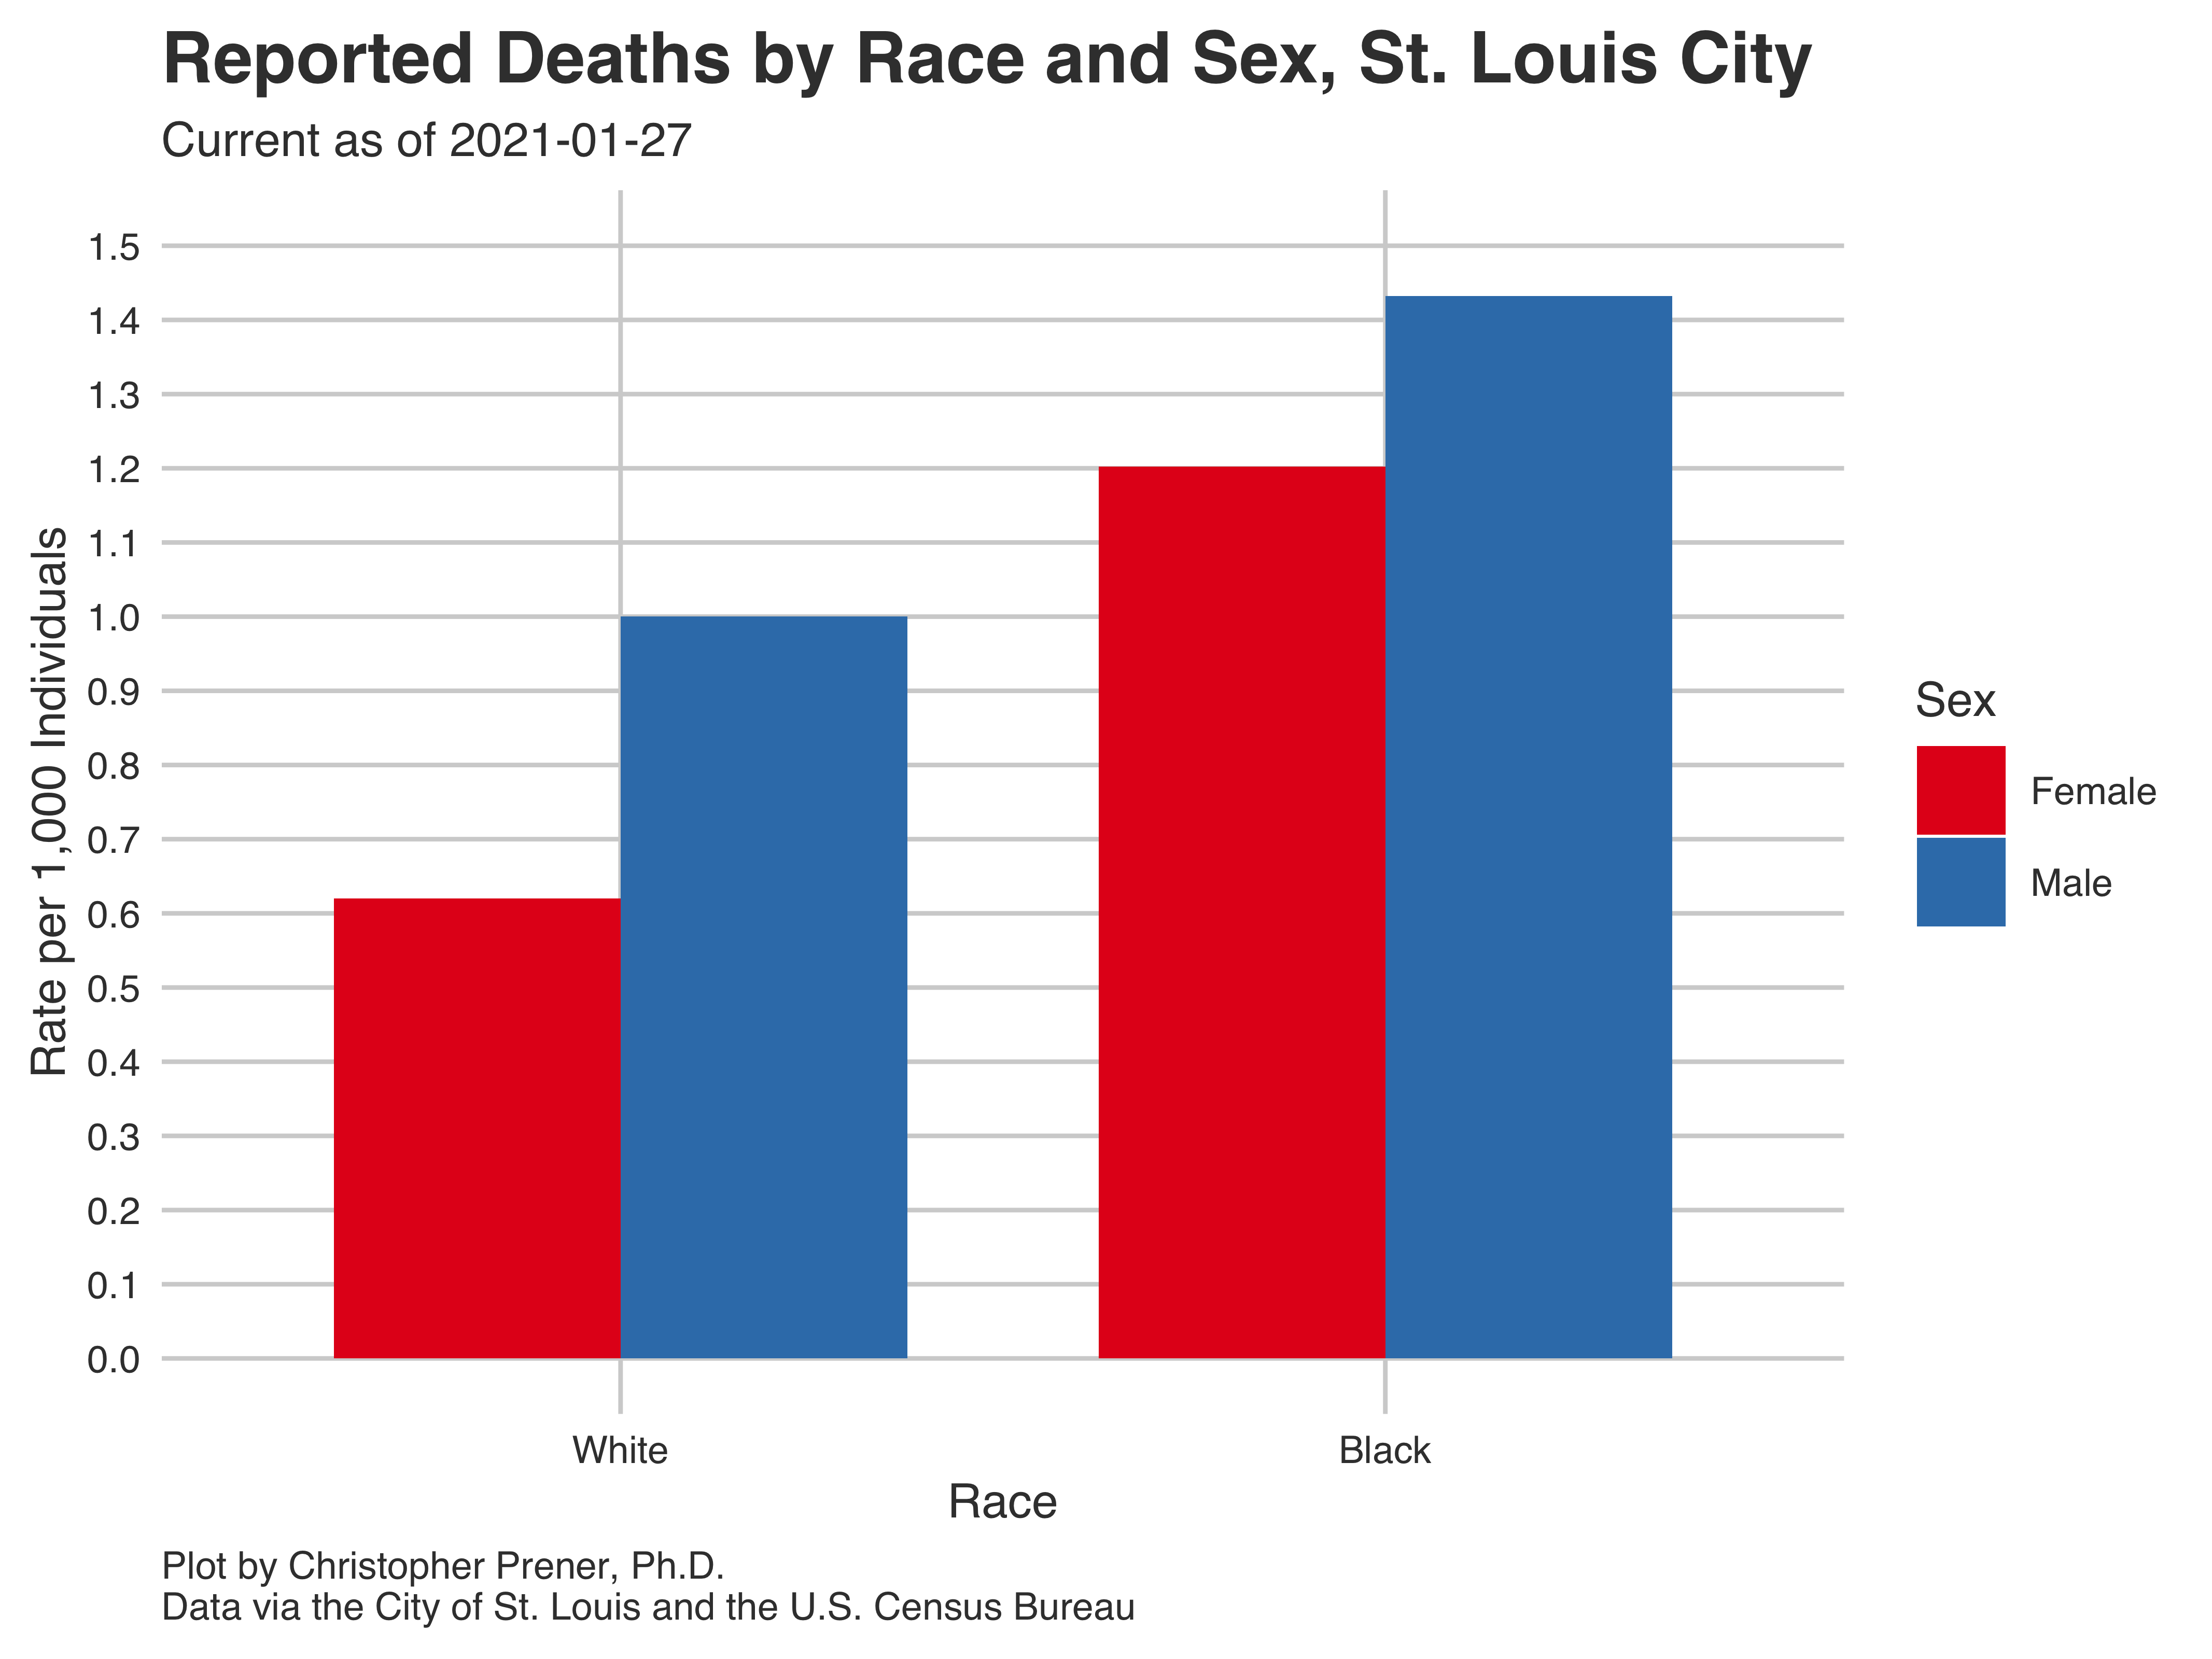 Reported Deaths by Race and Sex, St. Louis City
Current as of 2021-01-27
Rate per 1,000 Individuals
1.5
1.4
1.3
1.2
1.1
1.0
0.9
0.8
0.7
0.6
0.5
0.4
0.3
0.2
0.1
0.0
White
Black
Race
Sex
Female
Male
Plot by Christopher Prener, Ph.D.
Data via the City of St. Louis and the U.S. Census Bureau